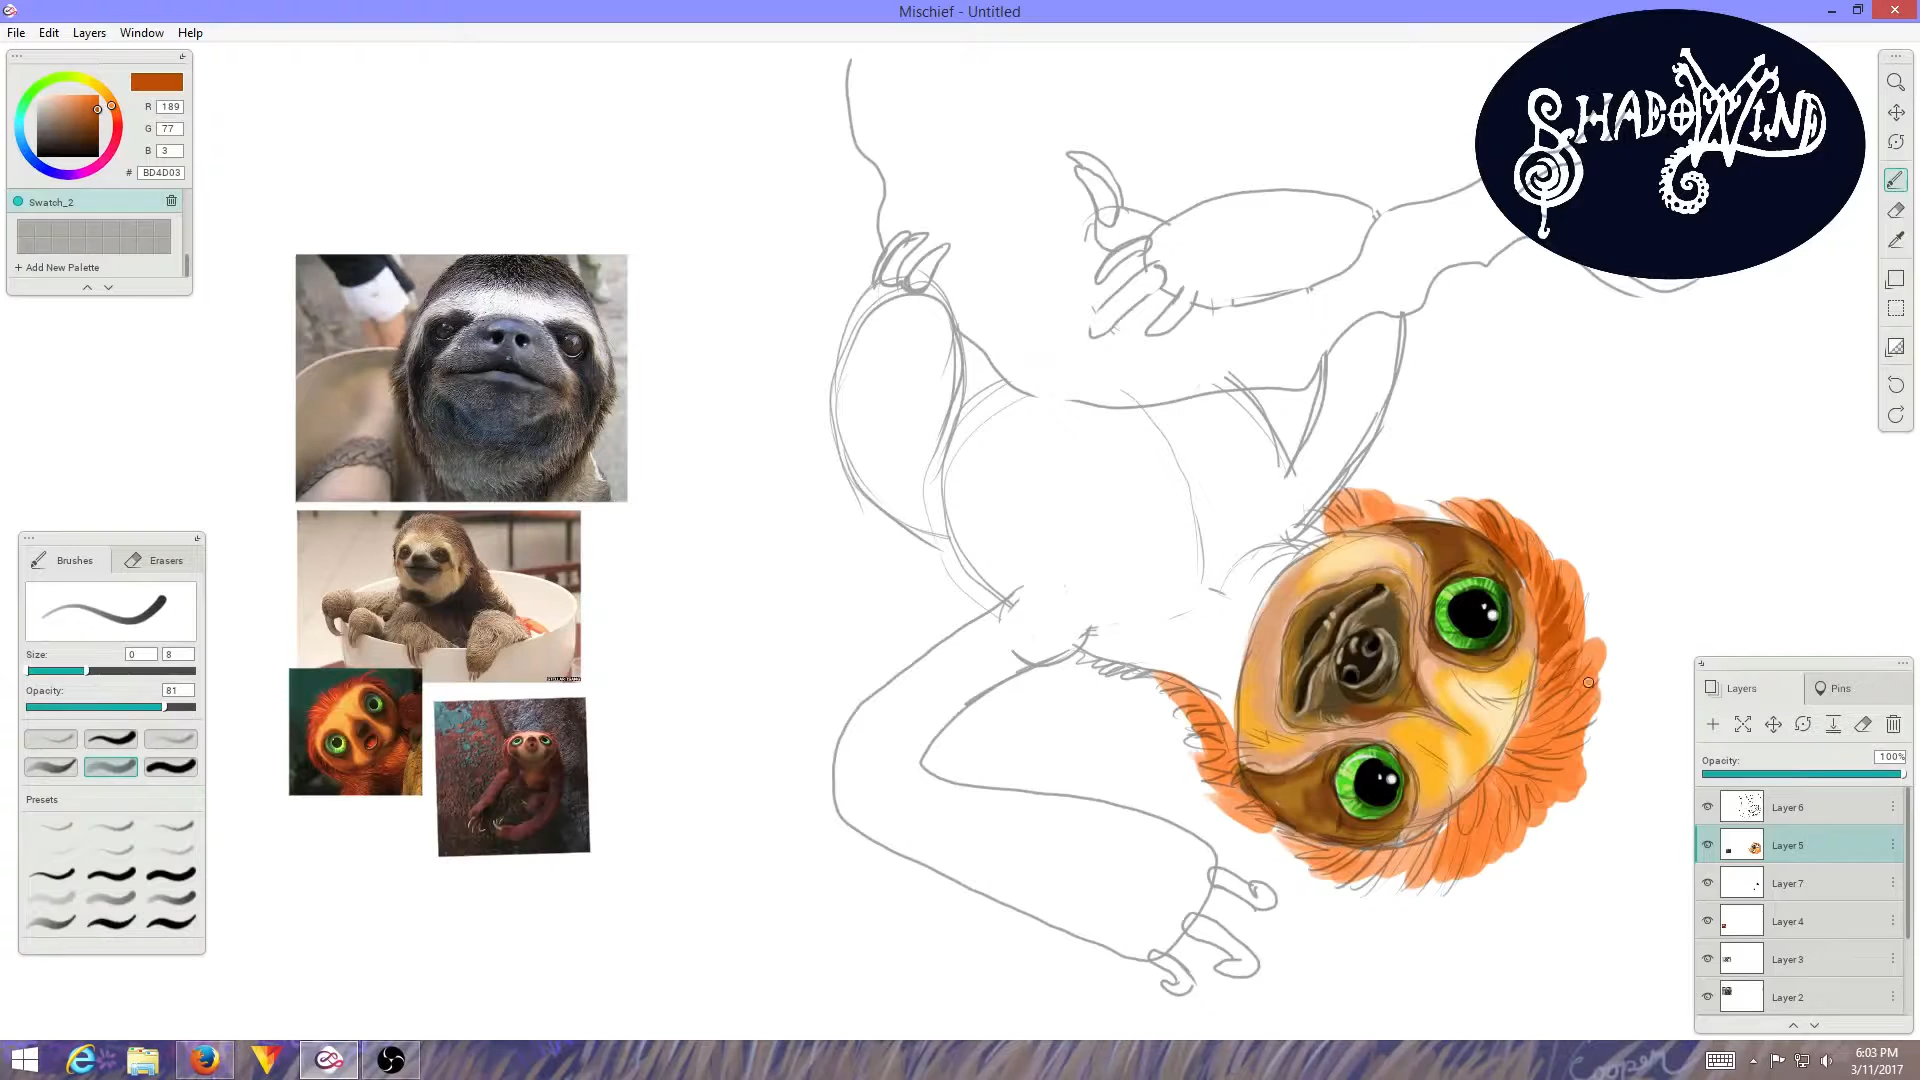 Mischief - Untitled
File Edit Layers Window Help
R 189
G 77
B 3
# BD4D03
Swatch_2
+ Add New Palette
SHADOWIND
Brushes Erasers
Size: 0 8
Opacity: 81
Presets
Layers Pins
Opacity: 100%
Layer 6
Layer 5
Layer 7
Layer 4
Layer 3
Layer 2
Cooper
6:03 PM
3/11/2017